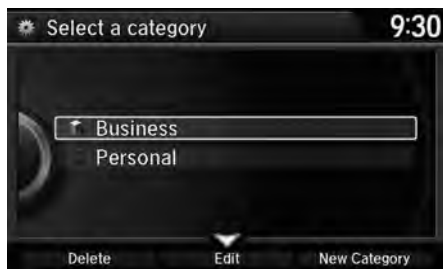 Select a category 9:30
Business
Personal
Delete Edit New Category